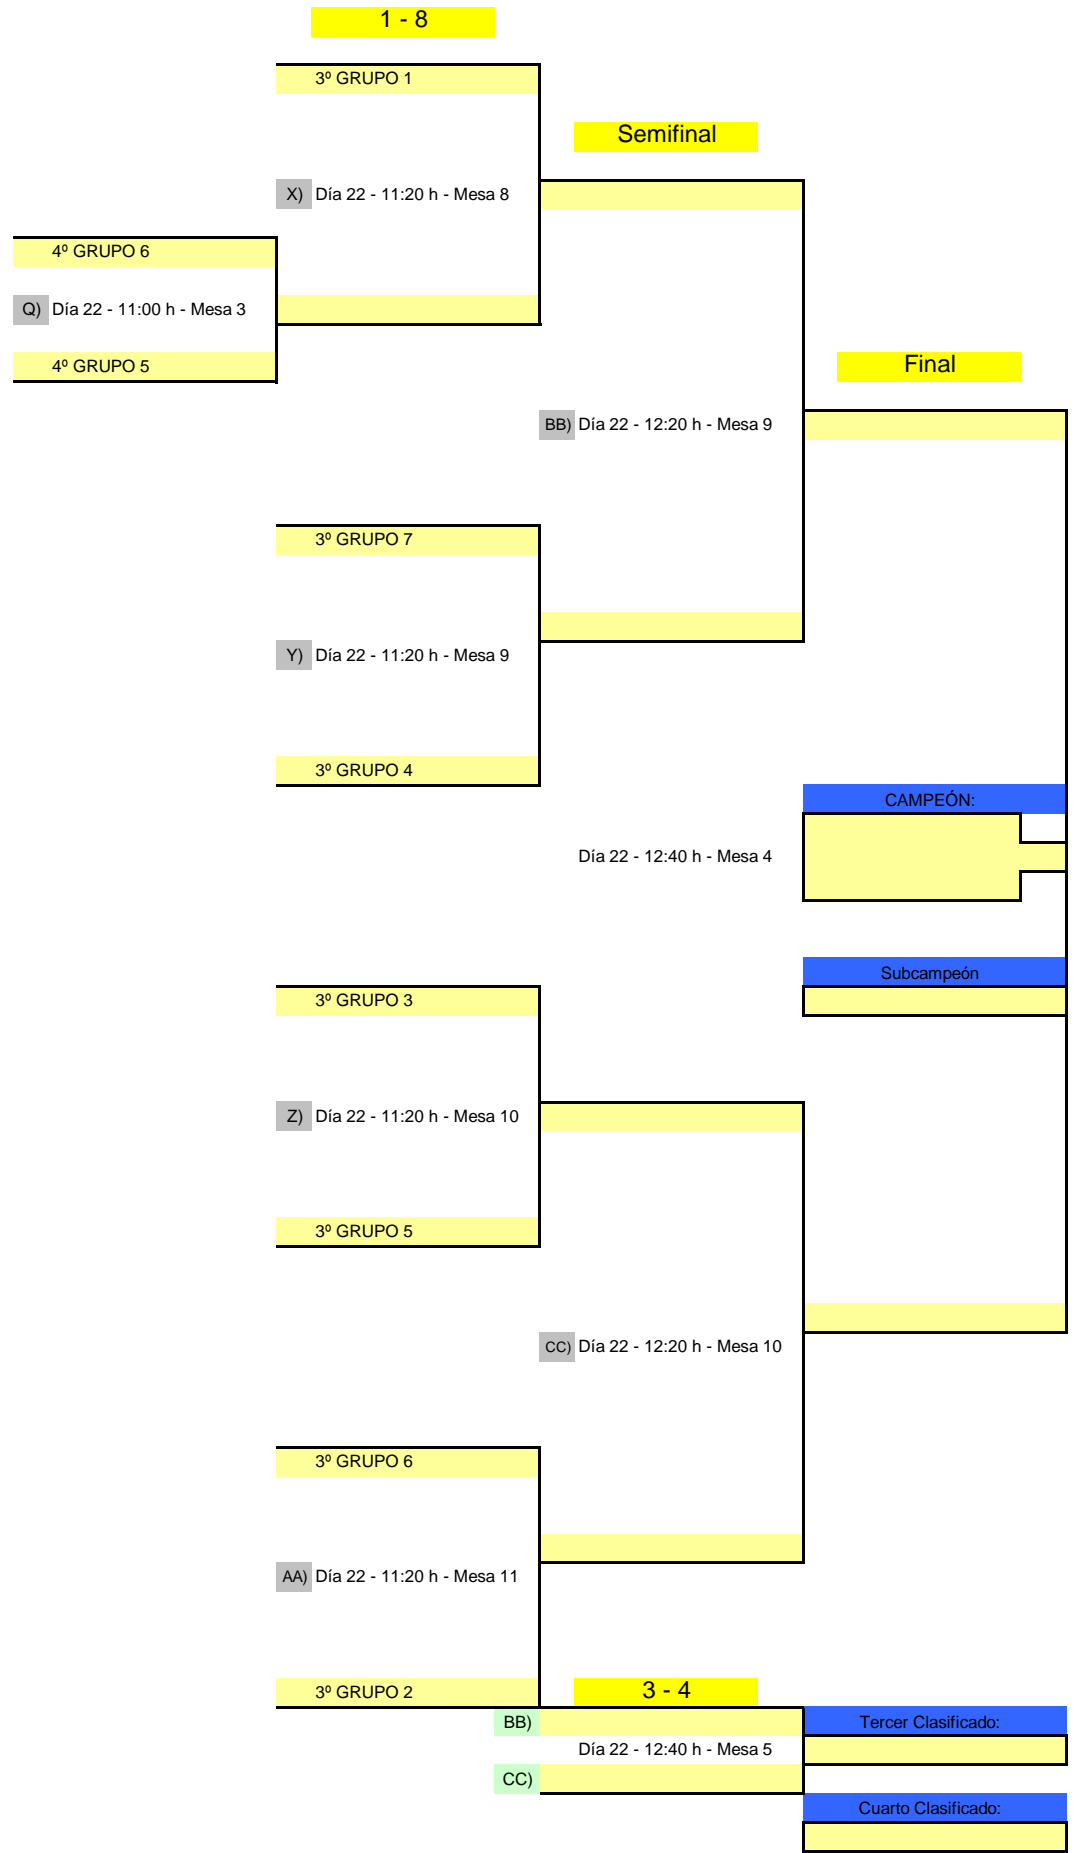 1 - 8
3º GRUPO 1
Semifinal
X) Día 22 - 11:20 h - Mesa 8
4º GRUPO 6
Q) Día 22 - 11:00 h - Mesa 3
4º GRUPO 5
Final
BB) Día 22 - 12:20 h - Mesa 9
3º GRUPO 7
Y) Día 22 - 11:20 h - Mesa 9
3º GRUPO 4
CAMPEÓN:
Día 22 - 12:40 h - Mesa 4
Subcampeón
3º GRUPO 3
Z) Día 22 - 11:20 h - Mesa 10
3º GRUPO 5
CC) Día 22 - 12:20 h - Mesa 10
3º GRUPO 6
AA) Día 22 - 11:20 h - Mesa 11
3º GRUPO 2
3 - 4
BB)
Tercer Clasificado:
Día 22 - 12:40 h - Mesa 5
CC)
Cuarto Clasificado: